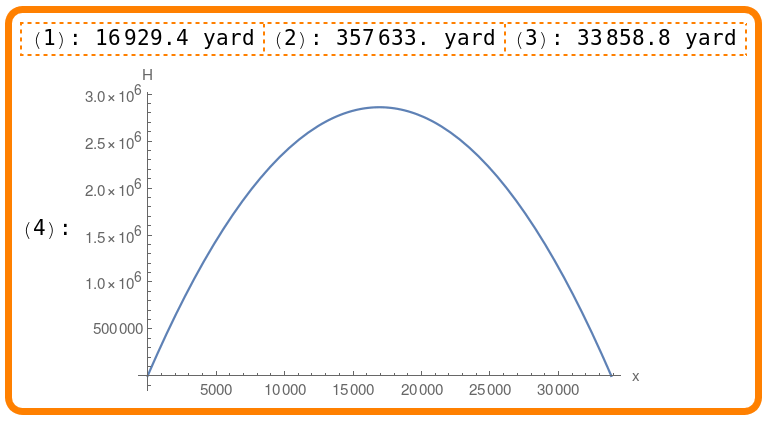 (1): 16929.4 yard (2): 357633. yard (3): 33858.8 yard
H
3.0×10^6
2.5×10^6
2.0×10^6
(4): 1.5×10^6
1.0×10^6
500000
5000 10000 15000 20000 25000 30000 x